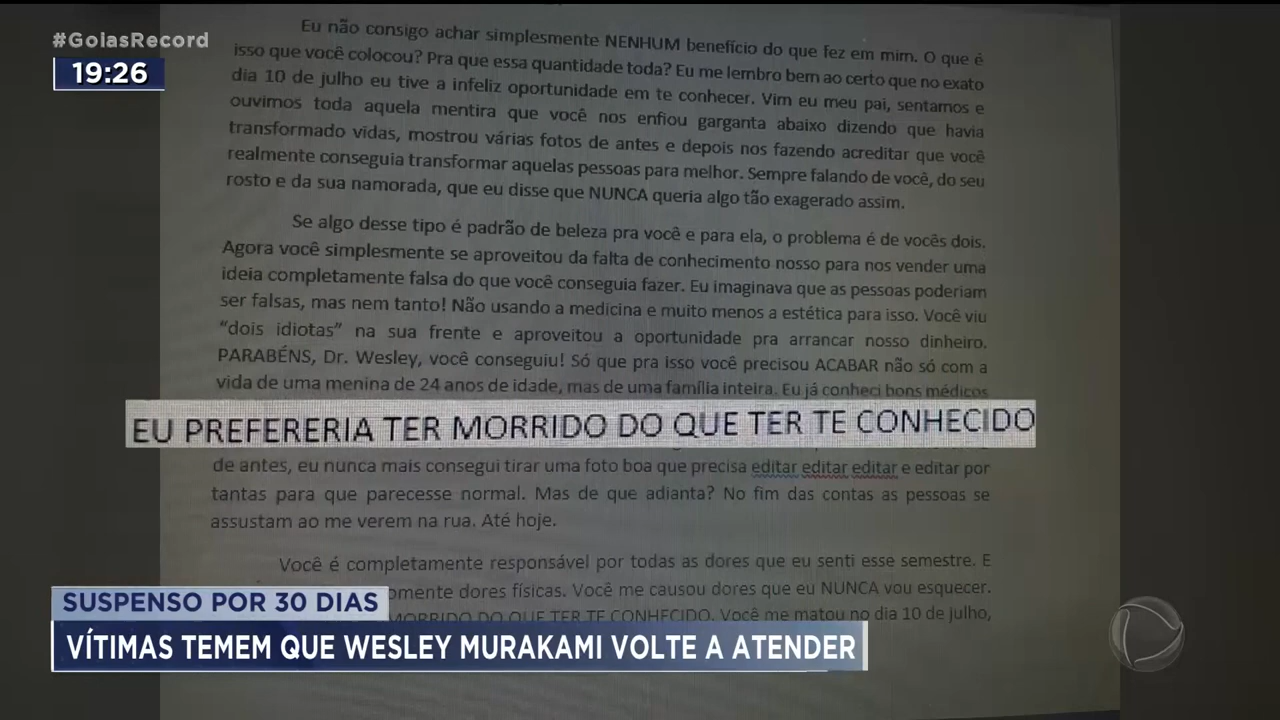 #GoiasRecord
19:26
Eu não consigo achar simplesmente NENHUM benefício do que fez em mim. O que é
isso que você colocou? Pra que essa quantidade toda? Eu me lembro bem ao certo que no exato
dia 10 de julho eu tive a infeliz oportunidade em te conhecer. Vim eu meu pai, sentamos e
ouvimos toda aquela mentira que você nos enfiou garganta abaixo dizendo que havia
transformado vidas, mostrou várias fotos de antes e depois nos fazendo acreditar que você
realmente conseguia transformar aquelas pessoas para melhor. Sempre falando de você, do seu
rosto e da sua namorada, que eu disse que NUNCA queria algo tão exagerado assim.
Se algo desse tipo é padrão de beleza pra você e para ela, o problema é de vocês dois.
Agora você simplesmente se aproveitou da falta de conhecimento nosso para nos vender uma
ideia completamente falsa do que você conseguia fazer. Eu imaginava que as pessoas poderiam
ser falsas, mas nem tanto! Não usando a medicina e muito menos a estética para isso. Você viu
“dois idiotas” na sua frente e aproveitou a oportunidade pra arrancar nosso dinheiro.
PARABÉNS, Dr. Wesley, você conseguiu! Só que pra isso você precisou ACABAR não só com a
vida de uma menina de 24 anos de idade, mas de uma família inteira. Eu já conheci bons médicos
EU PREFERERIA TER MORRIDO DO QUE TER TE CONHECIDO
de antes, eu nunca mais consegui tirar uma foto boa que precisa editar editar editar e editar por
tantas para que parecesse normal. Mas de que adianta? No fim das contas as pessoas se
assustam ao me verem na rua. Até hoje.
Você é completamente responsável por todas as dores que eu senti esse semestre. E
omente dores físicas. Você me causou dores que eu NUNCA vou esquecer.
MORRIDO DO QUE TER TE CONHECIDO. Você me matou no dia 10 de julho,
SUSPENSO POR 30 DIAS
VÍTIMAS TEMEM QUE WESLEY MURAKAMI VOLTE A ATENDER